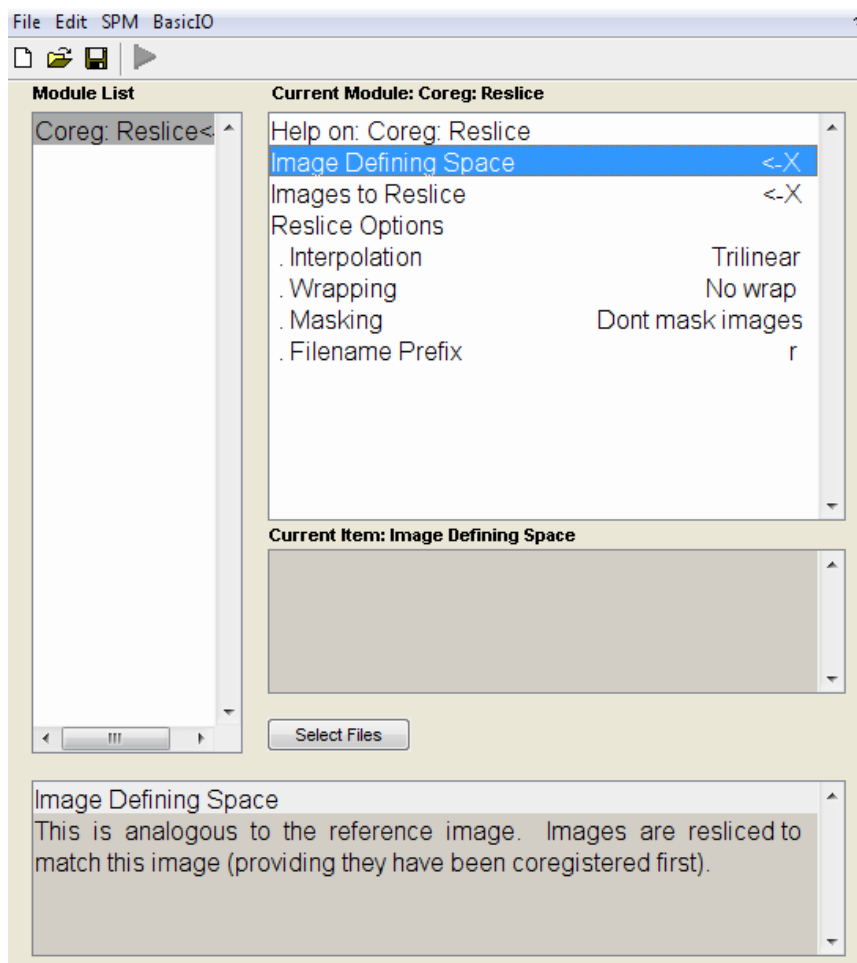 File Edit SPM BasicIO
Module List
Current Module: Coreg: Reslice
Coreg: Reslice<-
Help on: Coreg: Reslice
Image Defining Space <-X
Images to Reslice <-X
Reslice Options
. Interpolation Trilinear
. Wrapping No wrap
. Masking Dont mask images
. Filename Prefix r
Current Item: Image Defining Space
Select Files
Image Defining Space
This is analogous to the reference image. Images are resliced to
match this image (providing they have been coregistered first).